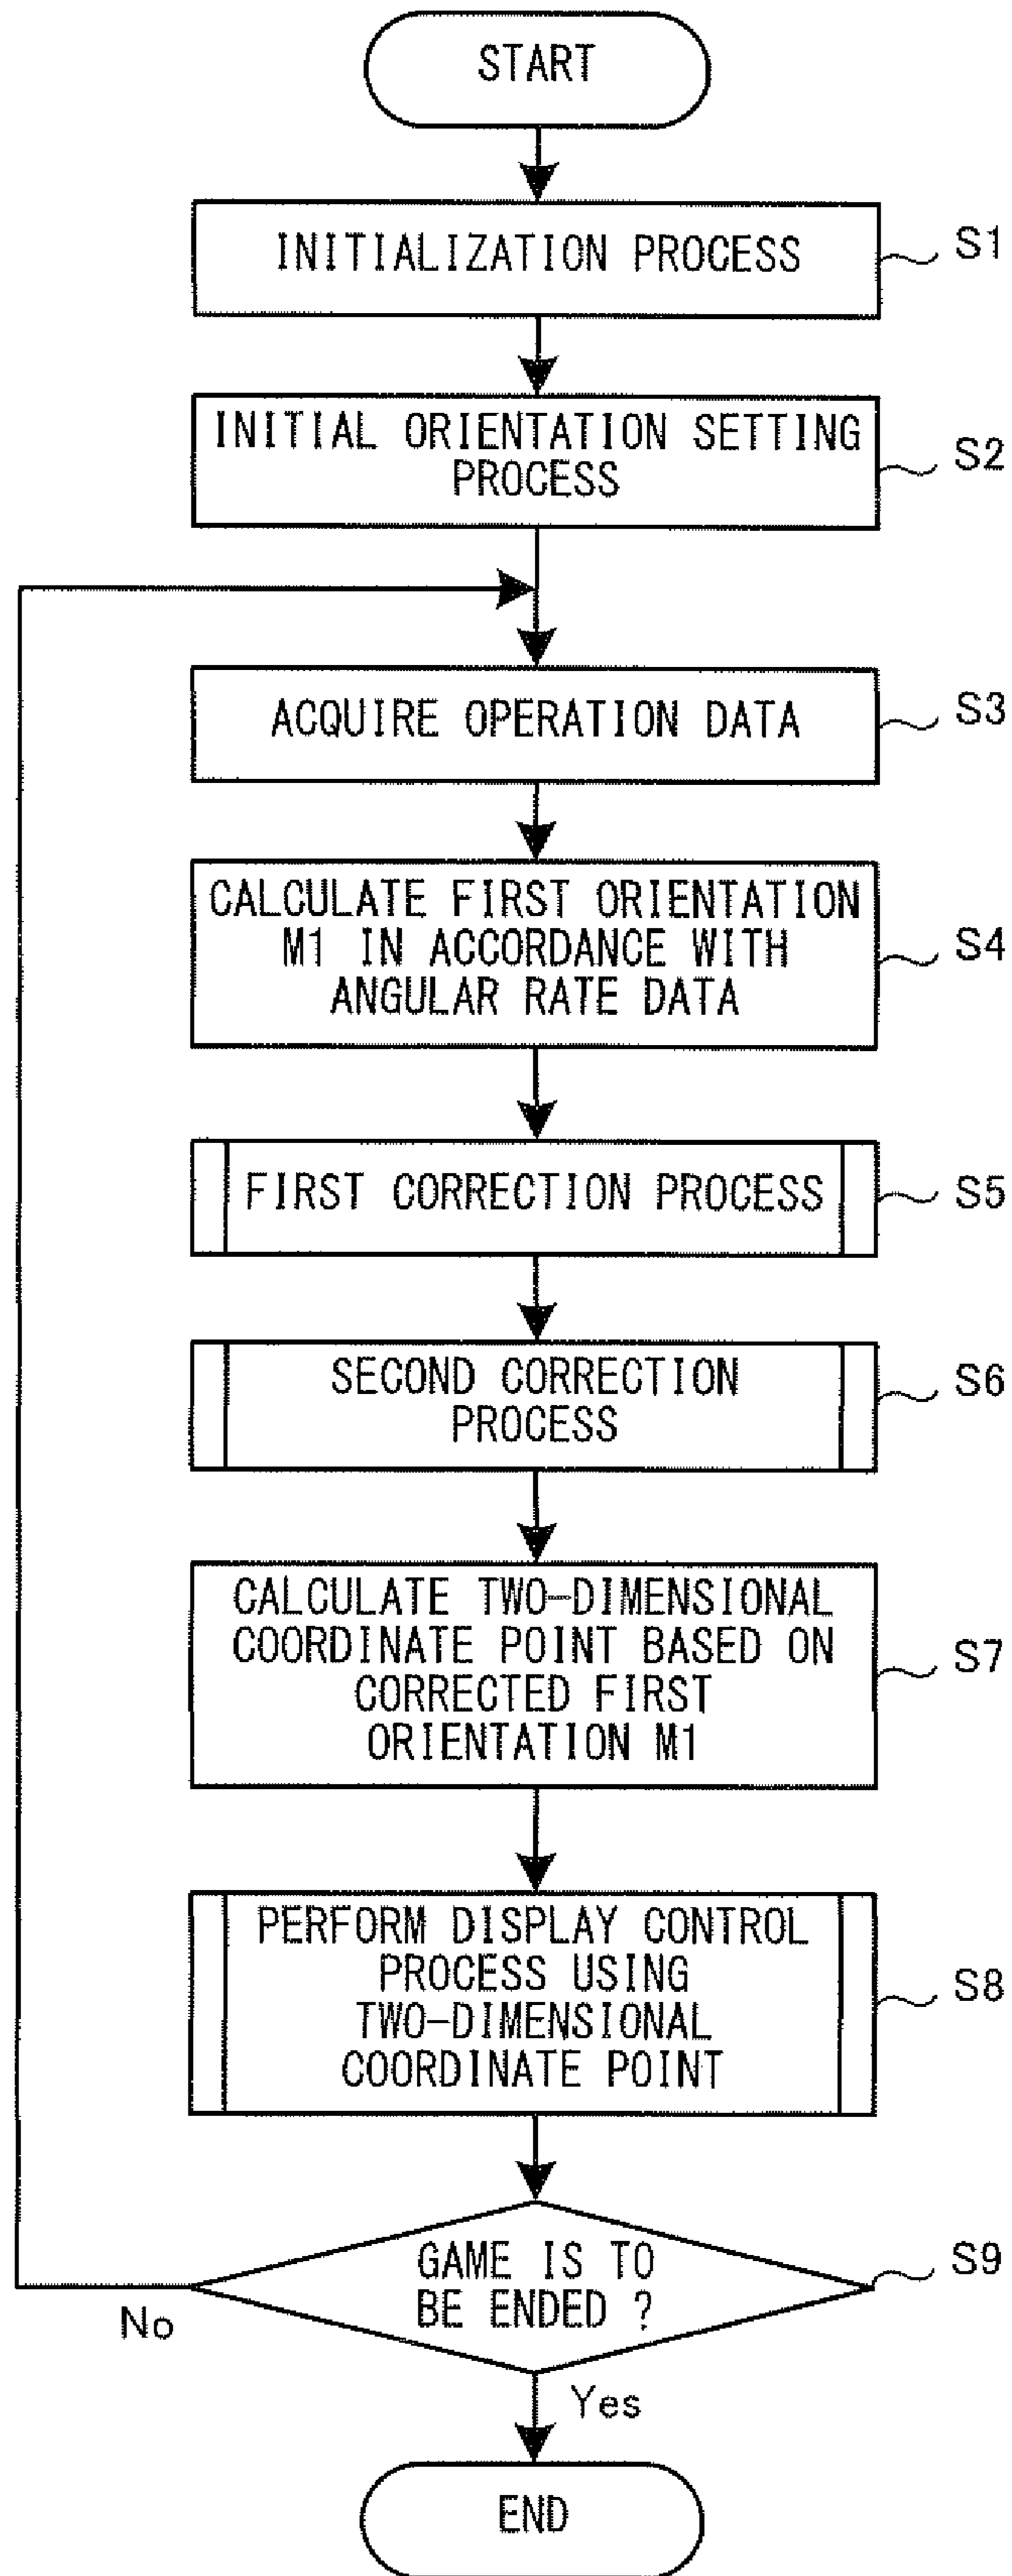 START
INITIALIZATION PROCESS
S1
INITIAL ORIENTATION SETTING
PROCESS
S2
ACQUIRE OPERATION DATA
S3
CALCULATE FIRST ORIENTATION
M1 IN ACCORDANCE WITH
ANGULAR RATE DATA
S4
FIRST CORRECTION PROCESS
S5
SECOND CORRECTION
PROCESS
S6
CALCULATE TWO-DIMENSIONAL
COORDINATE POINT BASED ON
CORRECTED FIRST
ORIENTATION M1
S7
PERFORM DISPLAY CONTROL
PROCESS USING
TWO-DIMENSIONAL
COORDINATE POINT
S8
GAME IS TO
BE ENDED ?
S9
No
Yes
END